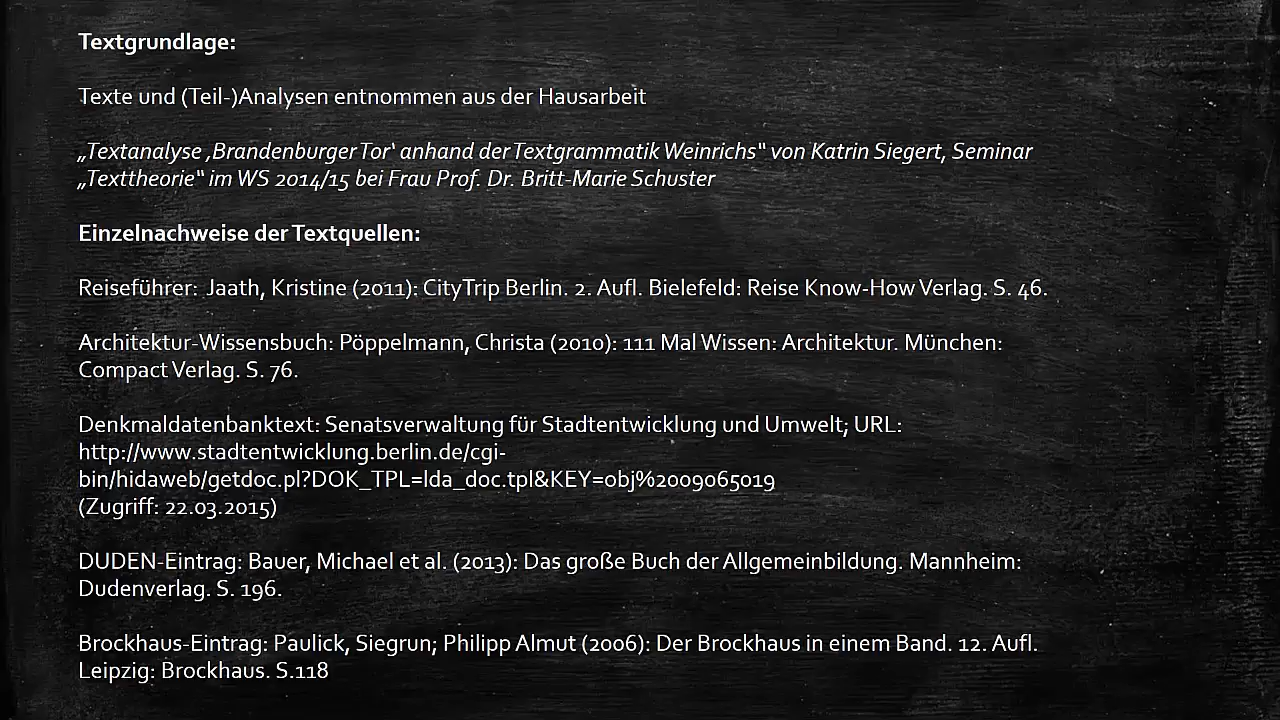 Textgrundlage:
Texte und (Teil-)Analysen entnommen aus der Hausarbeit
„Textanalyse ‚Brandenburger Tor‘ anhand der Textgrammatik Weinrichs“ von Katrin Siegert, Seminar
„Texttheorie“ im WS 2014/15 bei Frau Prof. Dr. Britt-Marie Schuster
Einzelnachweise der Textquellen:
Reiseführer: Jaath, Kristine (2011): CityTrip Berlin. 2. Aufl. Bielefeld: Reise Know-How Verlag. S. 46.
Architektur-Wissensbuch: Pöppelmann, Christa (2010): 111 Mal Wissen: Architektur. München:
Compact Verlag. S. 76.
Denkmaldatenbanktext: Senatsverwaltung für Stadtentwicklung und Umwelt; URL:
http://www.stadtentwicklung.berlin.de/cgi-
bin/hidaweb/getdoc.pl?DOK_TPL=lda_doc.tpl&KEY=obj%2009065019
(Zugriff: 22.03.2015)
DUDEN-Eintrag: Bauer, Michael et al. (2013): Das große Buch der Allgemeinbildung. Mannheim:
Dudenverlag. S. 196.
Brockhaus-Eintrag: Paulick, Siegrun; Philipp Almut (2006): Der Brockhaus in einem Band. 12. Aufl.
Leipzig: Brockhaus. S.118